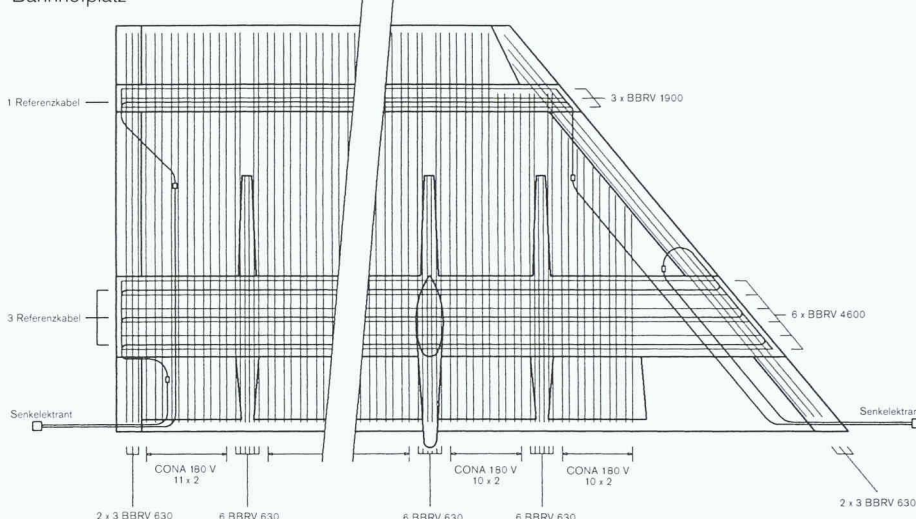 Bahnhofplatz
1 Referenzkabel
3 x BBRV 1900
3 Referenzkabel
6 x BBRV 4600
Senkelektrant
Senkelektrant
CONA 180 V
11 x 2
CONA 180 V
10 x 2
CONA 180 V
10 x 2
2 x 3 BBRV 630
6 BBRV 630
6 BBRV 630
6 BBRV 630
2 x 3 BBRV 630